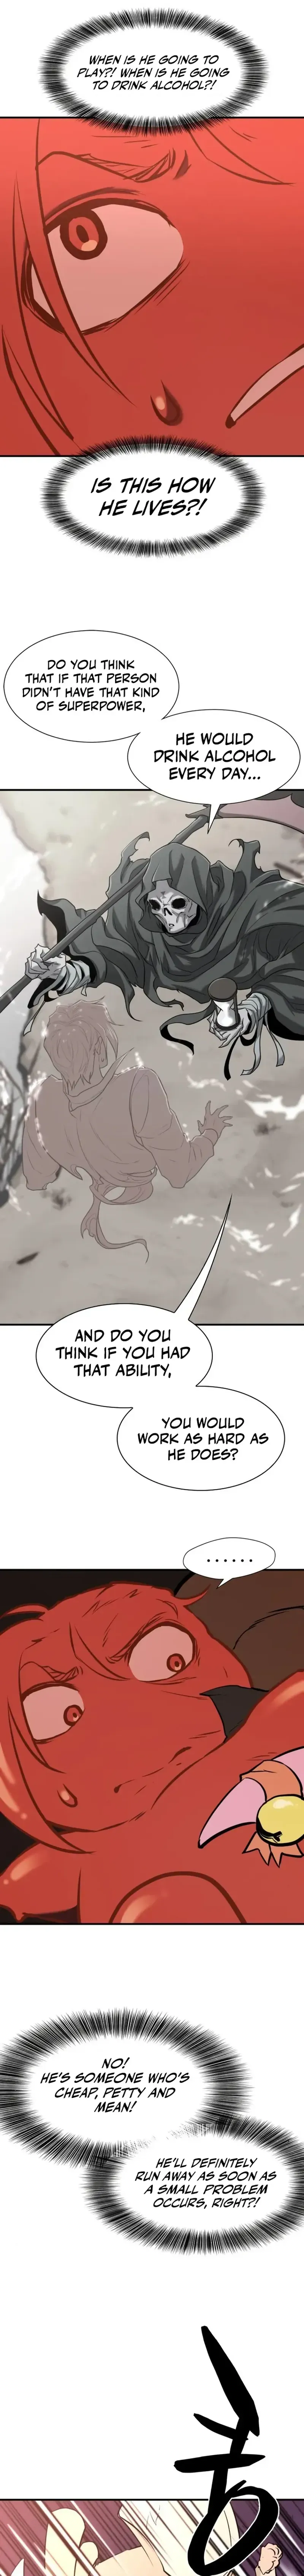 WHEN IS HE GOING TO
PLAY?! WHEN IS HE GOING
TO DRINK ALCOHOL?!
IS THIS HOW
HE LIVES?!
DO YOU THINK
THAT IF THAT PERSON
DIDN'T HAVE THAT KIND
OF SUPERPOWER,
HE WOULD
DRINK ALCOHOL
EVERY DAY...
AND DO YOU
THINK IF YOU HAD
THAT ABILITY,
YOU WOULD
WORK AS HARD AS
HE DOES?
......
NO!
HE'S SOMEONE WHO'S
CHEAP, PETTY AND
MEAN!
HE'LL DEFINITELY
RUN AWAY AS SOON AS
A SMALL PROBLEM
OCCURS, RIGHT?!